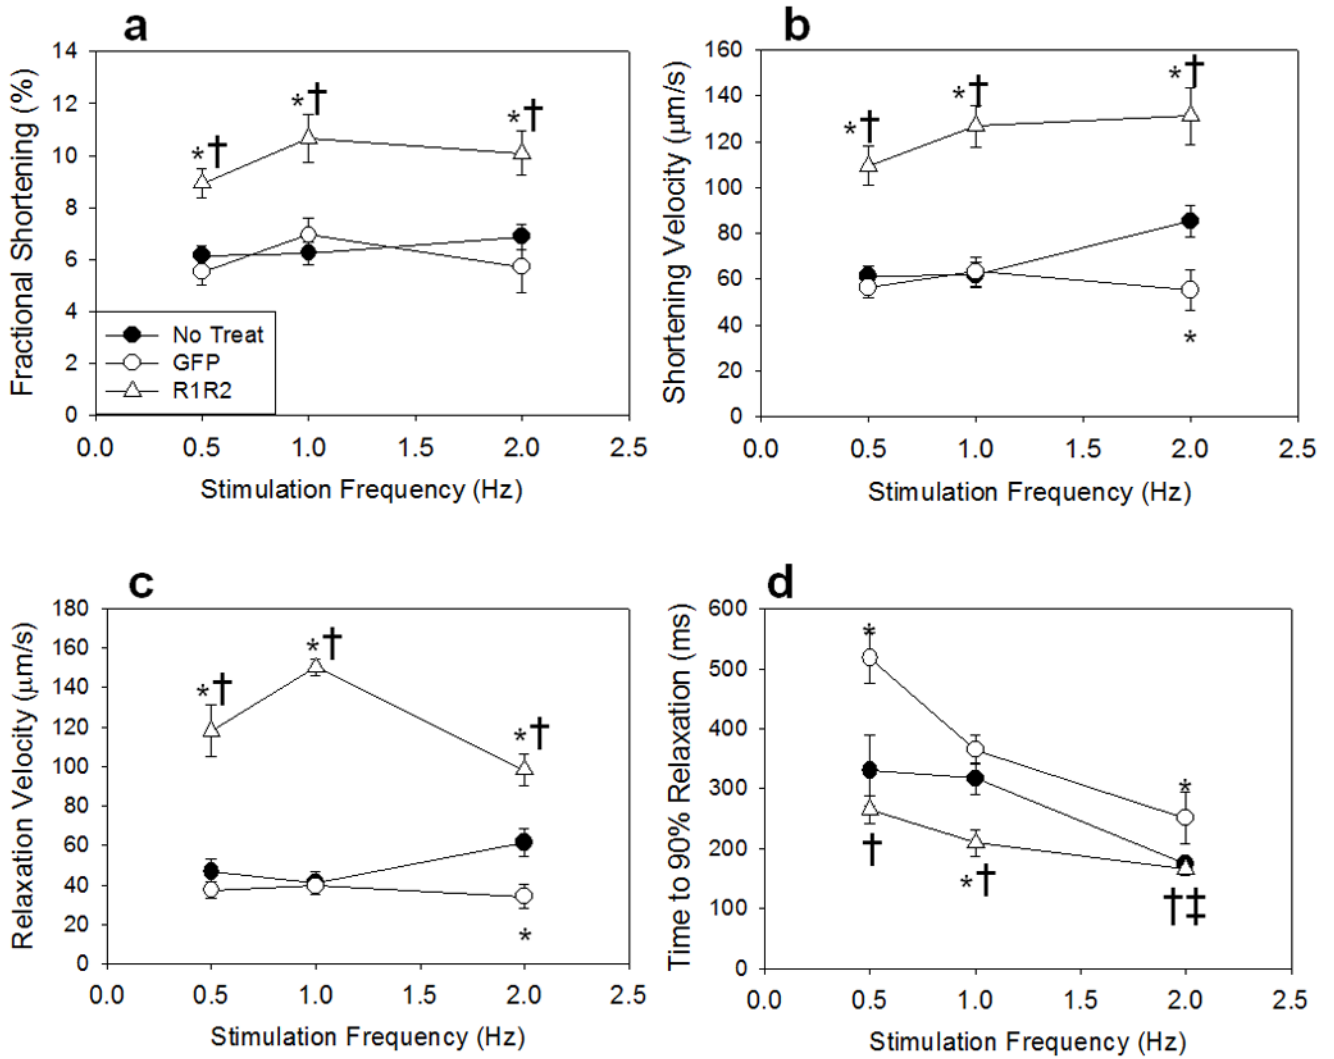 a
14
12
10
8
6
4
2
0
Fractional Shortening (%)
*†
*†
*†
No Treat
GFP
R1R2
0.0 0.5 1.0 1.5 2.0 2.5
Stimulation Frequency (Hz)
b
160
140
120
100
80
60
40
20
0
Shortening Velocity (μm/s)
*†
*†
*†
*
0.0 0.5 1.0 1.5 2.0 2.5
Stimulation Frequency (Hz)
c
180
160
140
120
100
80
60
40
20
0
Relaxation Velocity (μm/s)
*†
*†
*†
*
0.0 0.5 1.0 1.5 2.0 2.5
Stimulation Frequency (Hz)
d
600
500
400
300
200
100
0
Time to 90% Relaxation (ms)
*
*
†
*†
†‡
0.0 0.5 1.0 1.5 2.0 2.5
Stimulation Frequency (Hz)